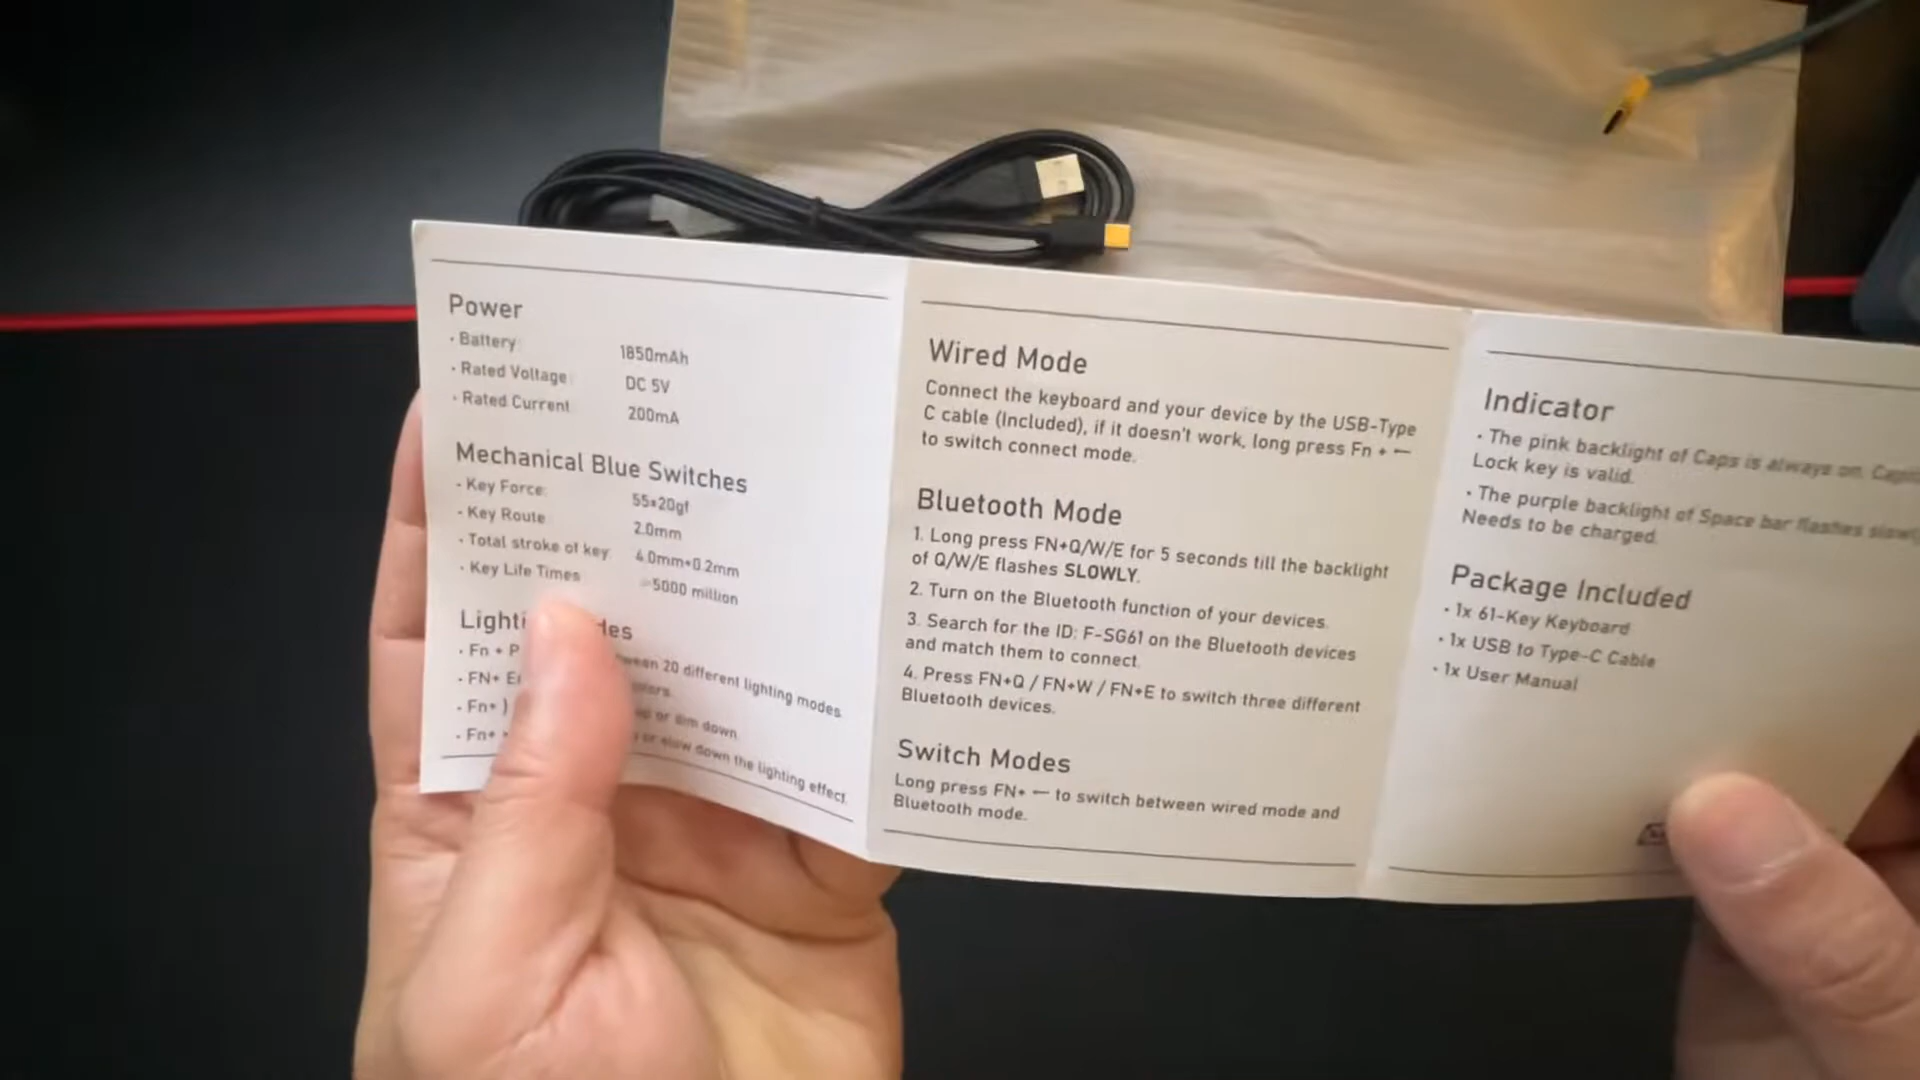 Power
· Battery: 1850mAh
· Rated Voltage: DC 5V
· Rated Current 200mA
Mechanical Blue Switches
· Key Force: 55±20gf
· Key Route 2.0mm
· Total stroke of key: 4.0mm+0.2mm
· Key Life Times 5000 million
Lighti des
· Fn + P ween 20 different lighting modes
· FN+ E
· Fn+ ) or dim down
· Fn+ or slow down the lighting effect.
Wired Mode
Connect the keyboard and your device by the USB-Type
C cable (Included), if it doesn't work, long press Fn + ←
to switch connect mode.
Bluetooth Mode
1. Long press FN+Q/W/E for 5 seconds till the backlight
of Q/W/E flashes SLOWLY.
2. Turn on the Bluetooth function of your devices.
3. Search for the ID: F-SG61 on the Bluetooth devices
and match them to connect.
4. Press FN+Q / FN+W / FN+E to switch three different
Bluetooth devices.
Switch Modes
Long press FN+ ← to switch between wired mode and
Bluetooth mode.
Indicator
· The pink backlight of Caps is always on.
Lock key is valid.
· The purple backlight of Space bar flashes
Needs to be charged.
Package Included
· 1x 61-Key Keyboard
· 1x USB to Type-C Cable
· 1x User Manual